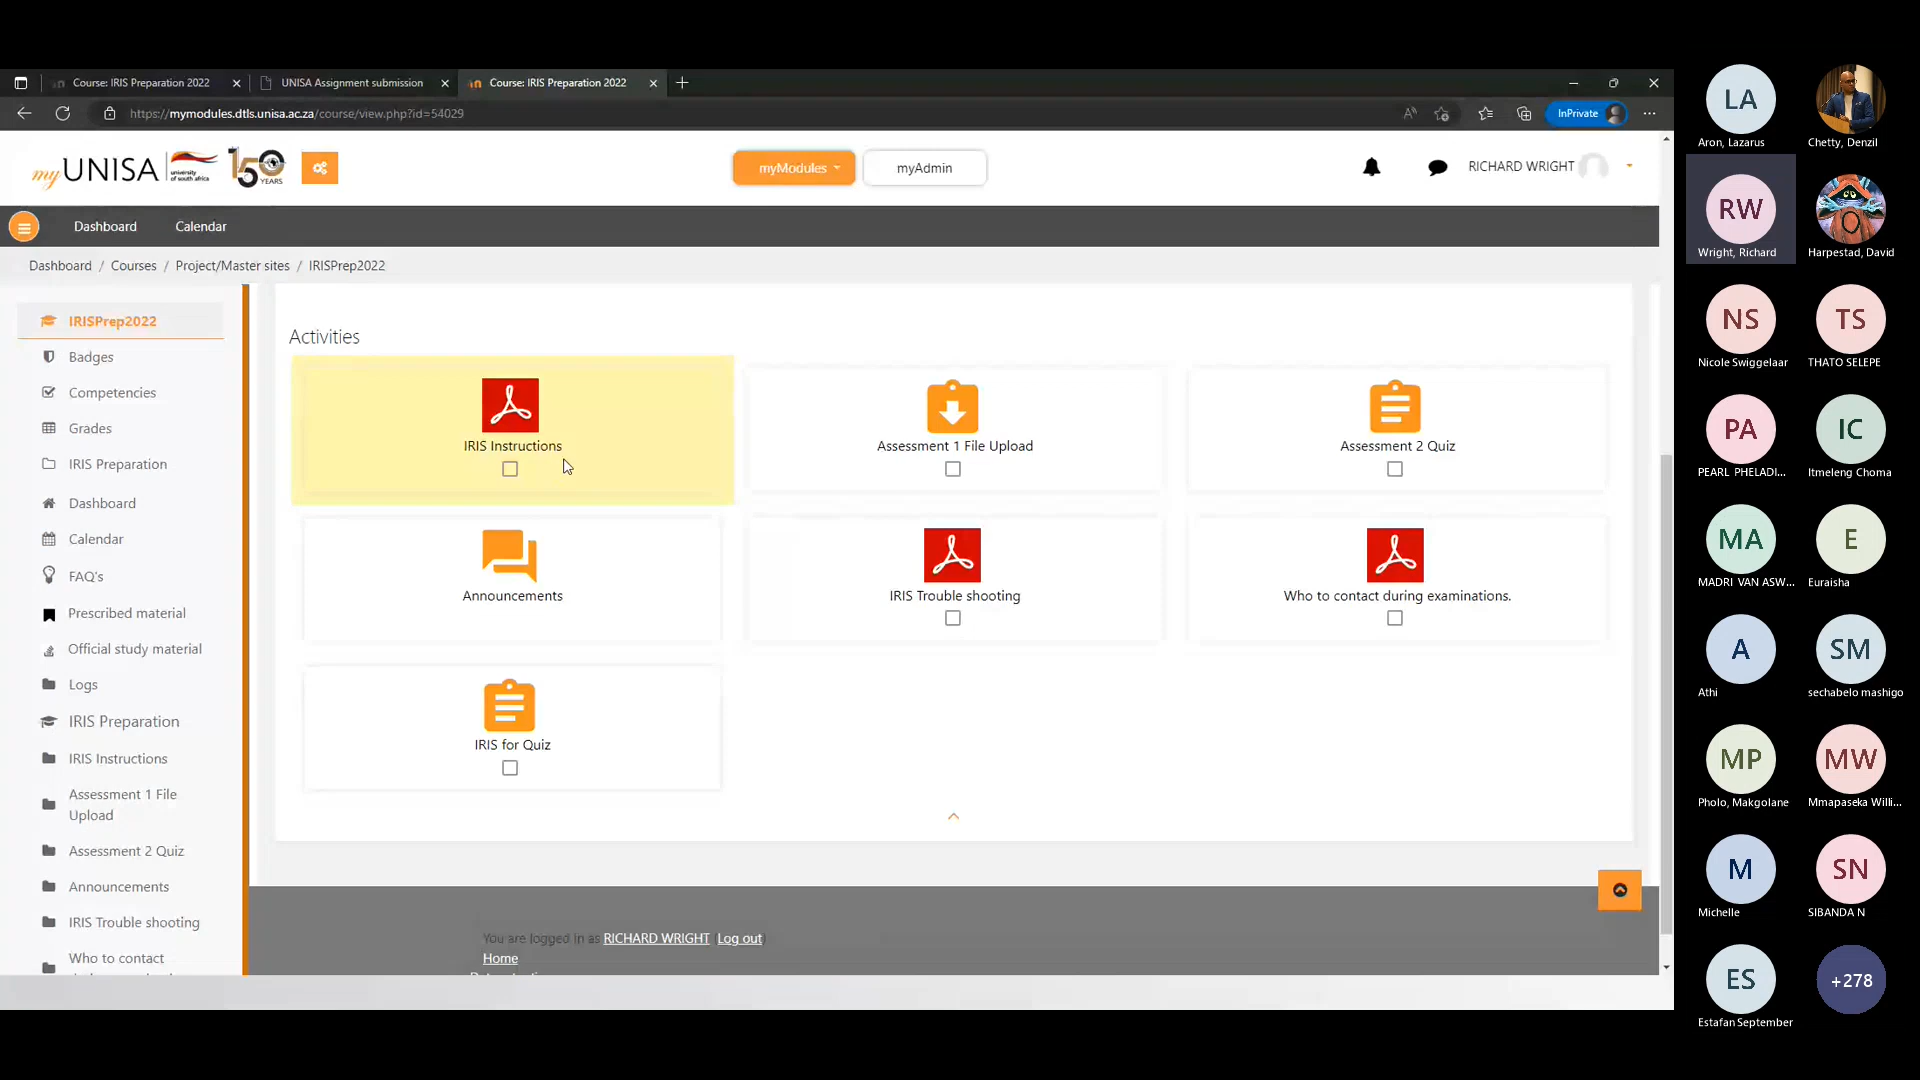 Course: IRIS Preparation 2022
UNISA Assignment submission
Course: IRIS Preparation 2022
https://mymodules.dtls.unisa.ac.za/course/view.php?id=54029
InPrivate
myUNISA
university
of south africa
150
YEARS
myModules
myAdmin
RICHARD WRIGHT
Dashboard
Calendar
Dashboard / Courses / Project/Master sites / IRISPrep2022
IRISPrep2022
Badges
Competencies
Grades
IRIS Preparation
Dashboard
Calendar
FAQ's
Prescribed material
Official study material
Logs
IRIS Preparation
IRIS Instructions
Assessment 1 File
Upload
Assessment 2 Quiz
Announcements
IRIS Trouble shooting
Who to contact
Activities
IRIS Instructions
Assessment 1 File Upload
Assessment 2 Quiz
Announcements
IRIS Trouble shooting
Who to contact during examinations.
IRIS for Quiz
You are logged in as RICHARD WRIGHT (Log out)
Home
LA
Aron, Lazarus
Chetty, Denzil
RW
Wright, Richard
Harpestad, David
NS
Nicole Swiggelaar
TS
THATO SELEPE
PA
PEARL PHELADI...
IC
Itmeleng Choma
MA
MADRI VAN ASW...
E
Euraisha
A
Athi
SM
sechabelo mashigo
MP
Pholo, Makgolane
MW
Mmapaseka Willi...
M
Michelle
SN
SIBANDA N
ES
Estafan September
+278